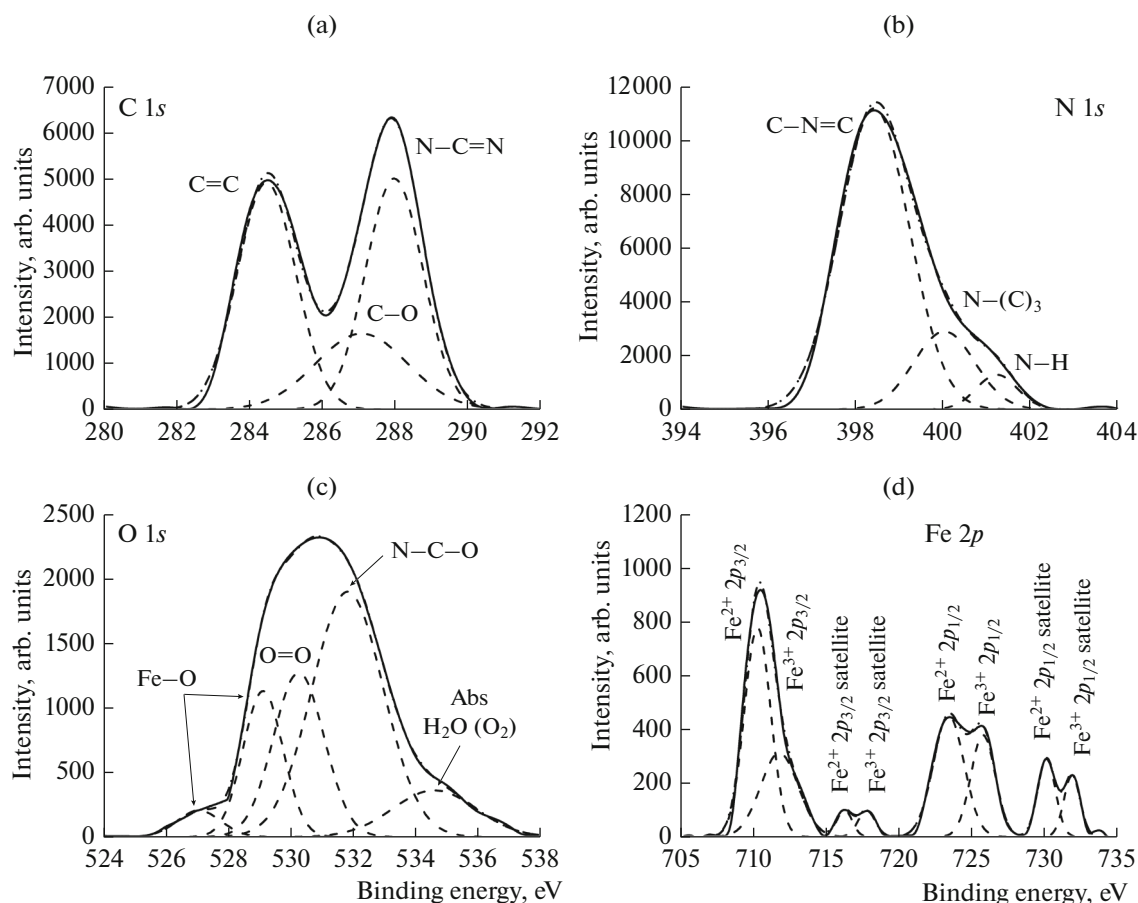 (a)
C 1s
Intensity, arb. units
7000
6000
5000
4000
3000
2000
1000
0
280 282 284 286 288 290 292
C=C
N–C=N
C–O
(b)
N 1s
Intensity, arb. units
12000
10000
8000
6000
4000
2000
0
394 396 398 400 402 404
C–N=C
N–(C)3
N–H
(c)
O 1s
Intensity, arb. units
2500
2000
1500
1000
500
0
524 526 528 530 532 534 536 538
Binding energy, eV
Fe–O
O=O
N–C–O
Abs
H2O (O2)
(d)
Fe 2p
Intensity, arb. units
1200
1000
800
600
400
200
0
705 710 715 720 725 730 735
Binding energy, eV
Fe2+ 2p3/2
Fe3+ 2p3/2
Fe2+ 2p3/2 satellite
Fe3+ 2p3/2 satellite
Fe2+ 2p1/2
Fe3+ 2p1/2
Fe2+ 2p1/2 satellite
Fe3+ 2p1/2 satellite